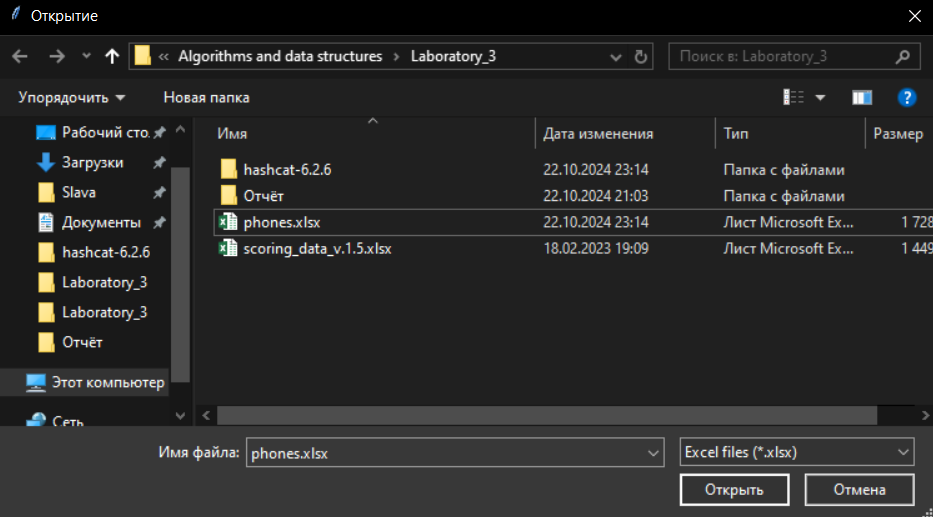 Открытие
« Algorithms and data structures › Laboratory_3
Поиск в: Laboratory_3
Упорядочить
Новая папка
Рабочий сто.
Загрузки
Slava
Документы
hashcat-6.2.6
Laboratory_3
Laboratory_3
Отчёт
Этот компьютер
Сеть
Имя Дата изменения Тип Размер
hashcat-6.2.6 22.10.2024 23:14 Папка с файлами
Отчёт 22.10.2024 21:03 Папка с файлами
phones.xlsx 22.10.2024 23:14 Лист Microsoft Ex... 1 728
scoring_data_v.1.5.xlsx 18.02.2023 19:09 Лист Microsoft Ex... 1 449
Имя файла: phones.xlsx
Excel files (*.xlsx)
Открыть Отмена